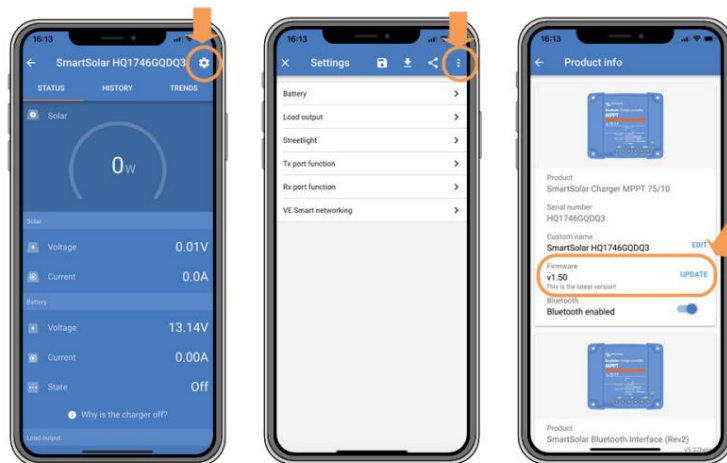 16:13
SmartSolar HQ1746GQDQ3
STATUS HISTORY TRENDS
Solar
0W
Solar
Voltage 0.01V
Current 0.0A
Battery
Voltage 13.14V
Current 0.00A
State Off
Why is the charger off?
Load output
16:13
Settings
Battery
Load output
Streetlight
Tx port function
Rx port function
VE.Smart networking
16:13
Product info
MPPT
Product
SmartSolar Charger MPPT 75/10
Serial number
HQ1746GQDQ3
Custom name
SmartSolar HQ1746GQDQ3 EDIT
Firmware
v1.50 UPDATE
This is the latest version!
Bluetooth
Bluetooth enabled
MPPT
Product
SmartSolar Bluetooth Interface (Rev2)